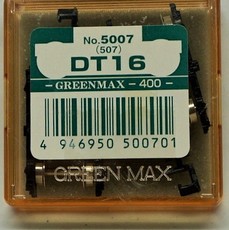 No.5007
(507)
DT16
-GREENMAX-400-
4 946950 500701
GREEN MAX